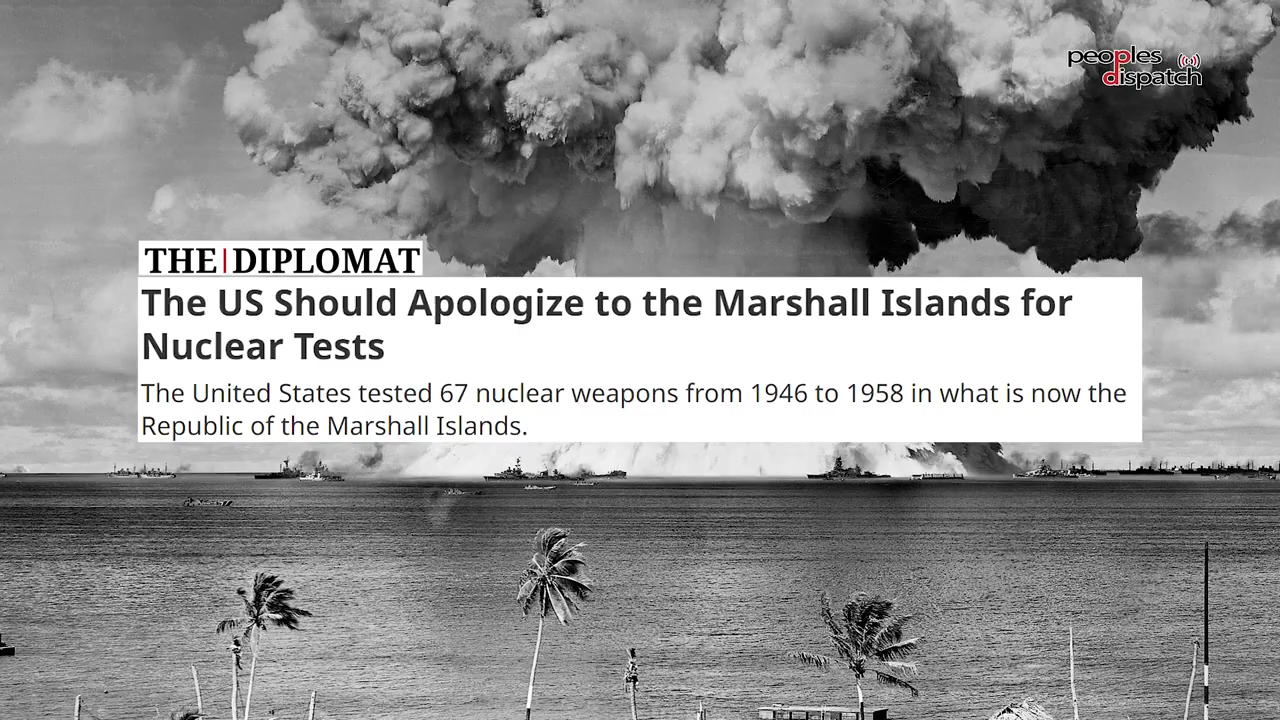 peoples
dispatch
THE|DIPLOMAT
The US Should Apologize to the Marshall Islands for
Nuclear Tests
The United States tested 67 nuclear weapons from 1946 to 1958 in what is now the
Republic of the Marshall Islands.